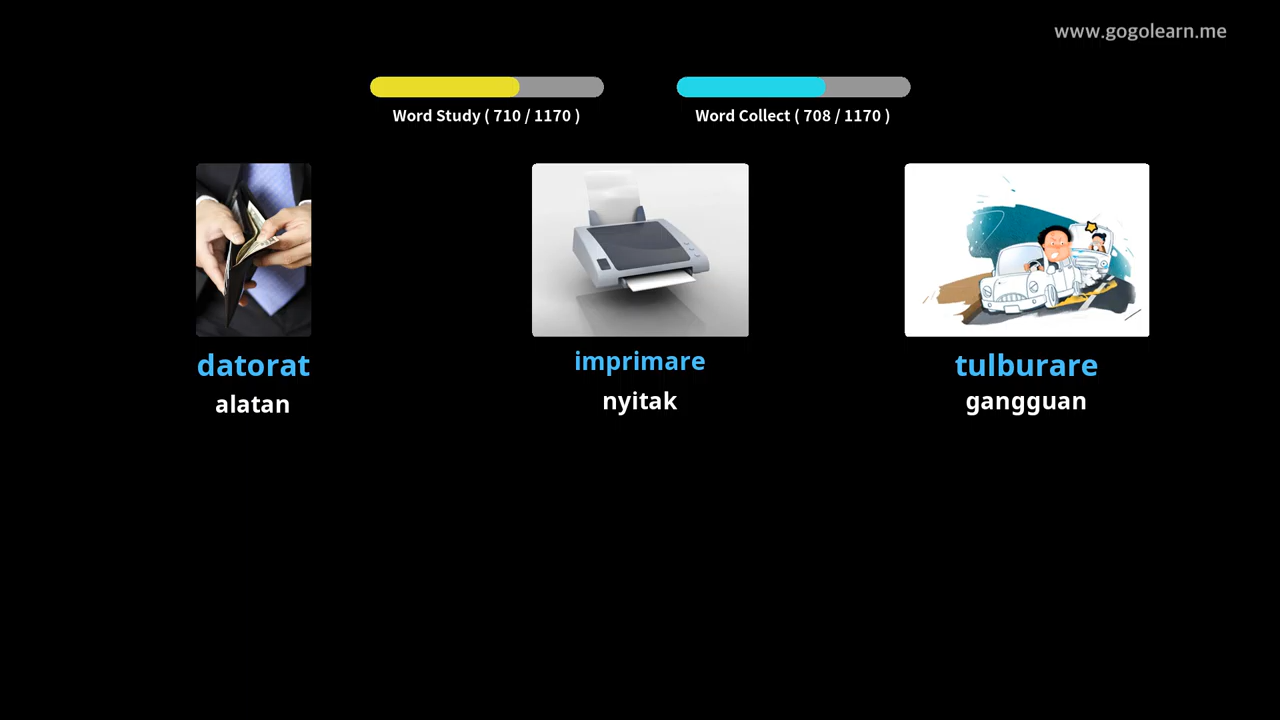 www.gogolearn.me
Word Study ( 710 / 1170 )
Word Collect ( 708 / 1170 )
datorat
imprimare
tulburare
alatan
nyitak
gangguan